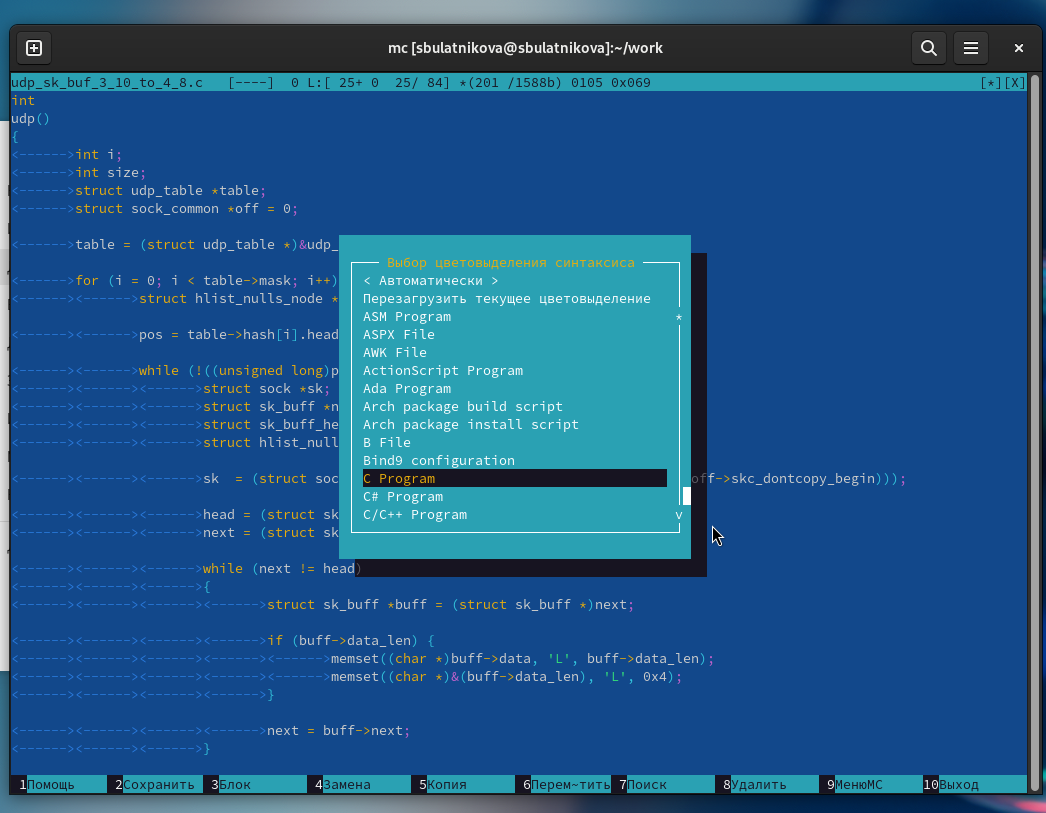 mc [sbulatnikova@sbulatnikova]:~/work
udp_sk_buf_3_10_to_4_8.c   [----]  0 L:[ 25+ 0  25/ 84] *(201 /1588b) 0105 0x069   [*][X]
int
udp()
{
<------>int i;
<------>int size;
<------>struct udp_table *table;
<------>struct sock_common *off = 0;
<------>table = (struct udp_table *)&udp_
<------>for (i = 0; i < table->mask; i++)
<------><------>struct hlist_nulls_node *
<------><------>pos = table->hash[i].head
<------><------>while (!((unsigned long)p
<------><------><------>struct sock *sk;
<------><------><------>struct sk_buff *n
<------><------><------>struct sk_buff_he
<------><------><------>struct hlist_null
<------><------><------>sk  = (struct soc
off->skc_dontcopy_begin)));
<------><------><------>head = (struct sk
<------><------><------>next = (struct sk
<------><------><------>while (next != head)
<------><------><------>{
<------><------><------><------>struct sk_buff *buff = (struct sk_buff *)next;
<------><------><------><------>if (buff->data_len) {
<------><------><------><------><------>memset((char *)buff->data, 'L', buff->data_len);
<------><------><------><------><------>memset((char *)&(buff->data_len), 'L', 0x4);
<------><------><------><------>}
<------><------><------><------>next = buff->next;
<------><------><------>}
Выбор цветовыделения синтаксиса
< Автоматически >
Перезагрузить текущее цветовыделение
ASM Program
*
ASPX File
AWK File
ActionScript Program
Ada Program
Arch package build script
Arch package install script
B File
Bind9 configuration
C Program
C# Program
C/C++ Program
v
1Помощь 2Сохранить 3Блок 4Замена 5Копия 6Перем~тить 7Поиск 8Удалить 9МенюMC 10Выход